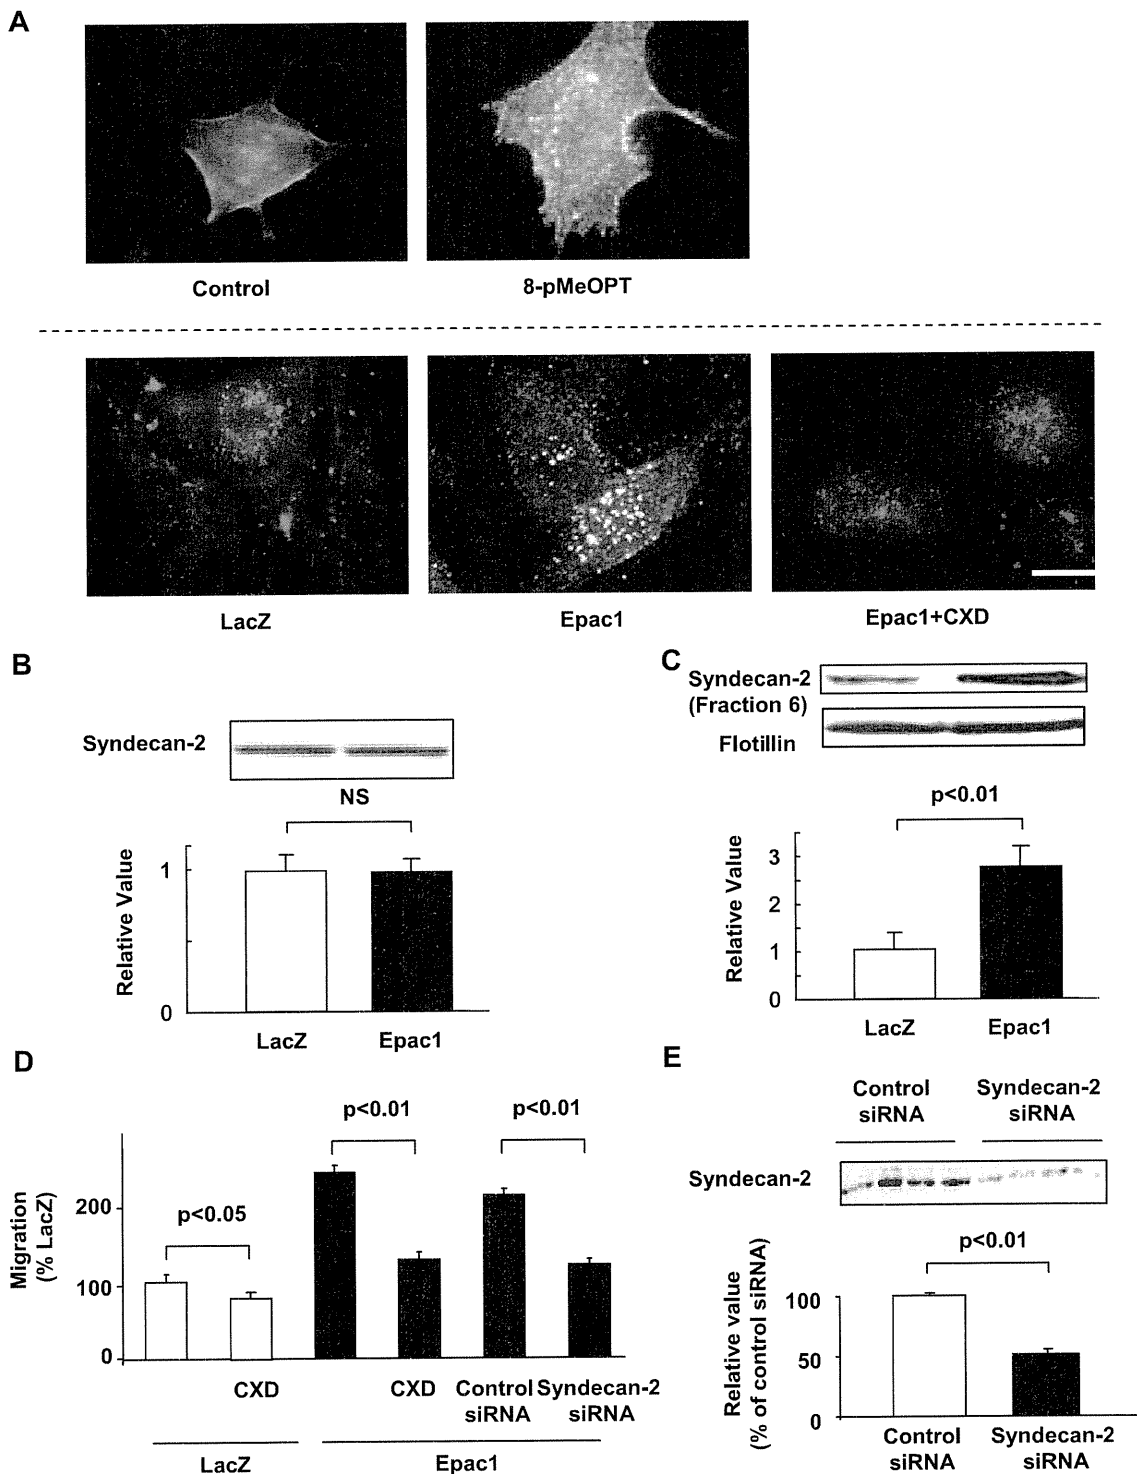 A
Control
8-pMeOPT
LacZ
Epac1
Epac1+CXD
B
Syndecan-2
NS
Relative Value
1
0
LacZ
Epac1
C
Syndecan-2
(Fraction 6)
Flotillin
p<0.01
Relative Value
3
2
1
0
LacZ
Epac1
D
Migration
(% LacZ)
200
100
0
p<0.05
p<0.01
p<0.01
CXD
CXD
Control
siRNA
Syndecan-2
siRNA
LacZ
Epac1
E
Control
siRNA
Syndecan-2
siRNA
Syndecan-2
p<0.01
Relative value
(% of control siRNA)
100
50
0
Control
siRNA
Syndecan-2
siRNA